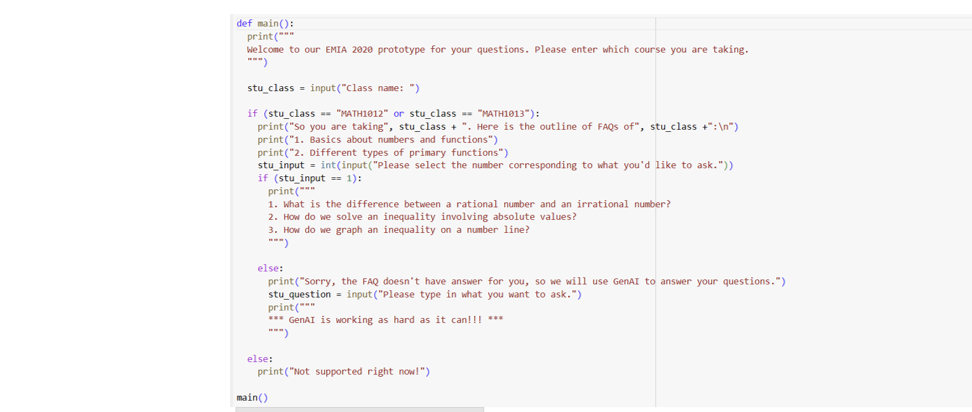 def main():
print("""
Welcome to our EMIA 2020 prototype for your questions. Please enter which course you are taking.
""")
stu_class = input("Class name: ")
if (stu_class == "MATH1012" or stu_class == "MATH1013"):
print("So you are taking", stu_class + ". Here is the outline of FAQs of", stu_class +":\n")
print("1. Basics about numbers and functions")
print("2. Different types of primary functions")
stu_input = int(input("Please select the number corresponding to what you'd like to ask."))
if (stu_input == 1):
print("""
1. What is the difference between a rational number and an irrational number?
2. How do we solve an inequality involving absolute values?
3. How do we graph an inequality on a number line?
""")
else:
print("Sorry, the FAQ doesn't have answer for you, so we will use GenAI to answer your questions.")
stu_question = input("Please type in what you want to ask.")
print("""
*** GenAI is working as hard as it can!!! ***
""")
else:
print("Not supported right now!")
main()